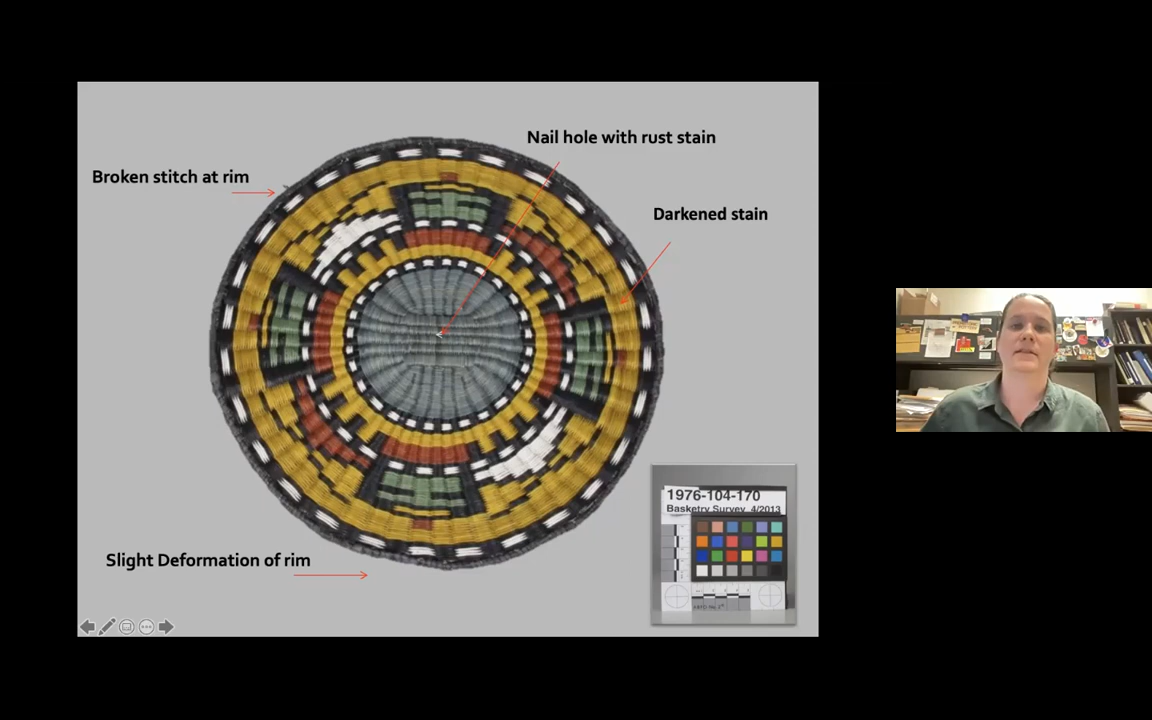 Nail hole with rust stain
Broken stitch at rim
Darkened stain
1976-104-170
Basketry Survey 4/2013
Slight Deformation of rim